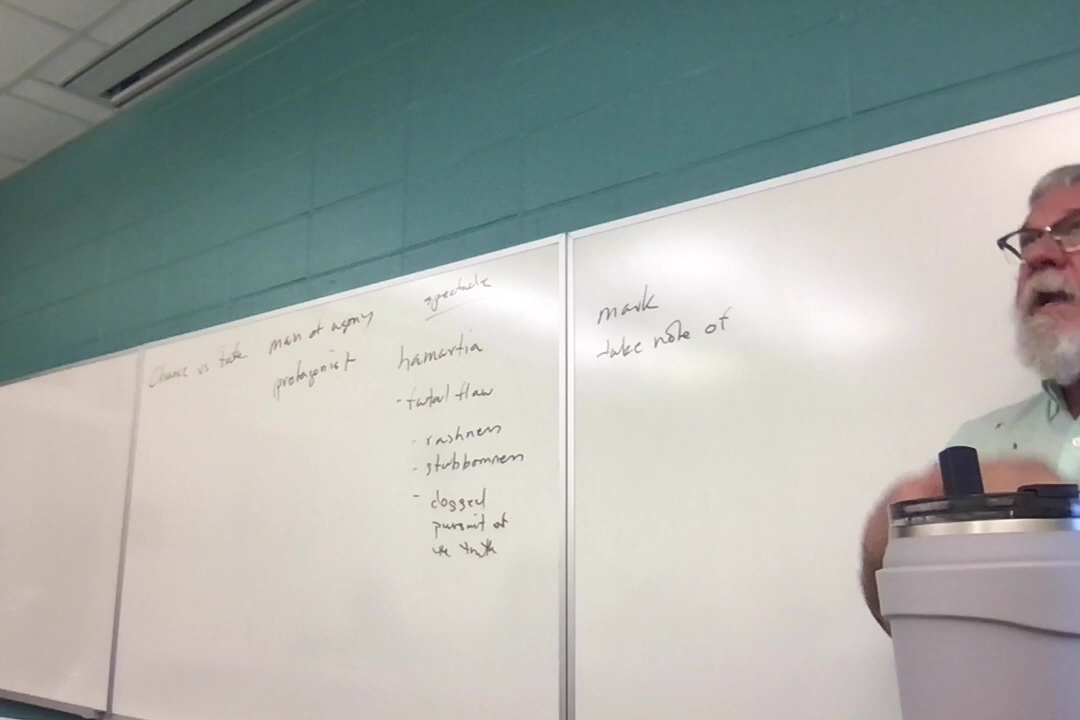 Chance vs fate
man of agony
protagonist
spectacle
hamartia
- fatal flaw
- rashness
- stubbornness
- dogged
pursuit of
the truth
mark
take note of